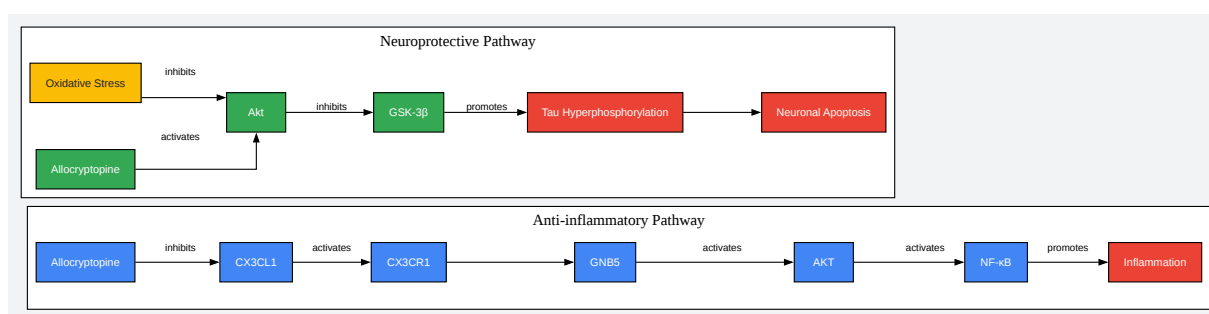 Neuroprotective Pathway
Oxidative Stress
inhibits
Akt
inhibits
GSK-3β
promotes
Tau Hyperphosphorylation
Neuronal Apoptosis
activates
Allocryptopine
Anti-inflammatory Pathway
Allocryptopine
inhibits
CX3CL1
activates
CX3CR1
GNB5
activates
AKT
activates
NF-κB
promotes
Inflammation